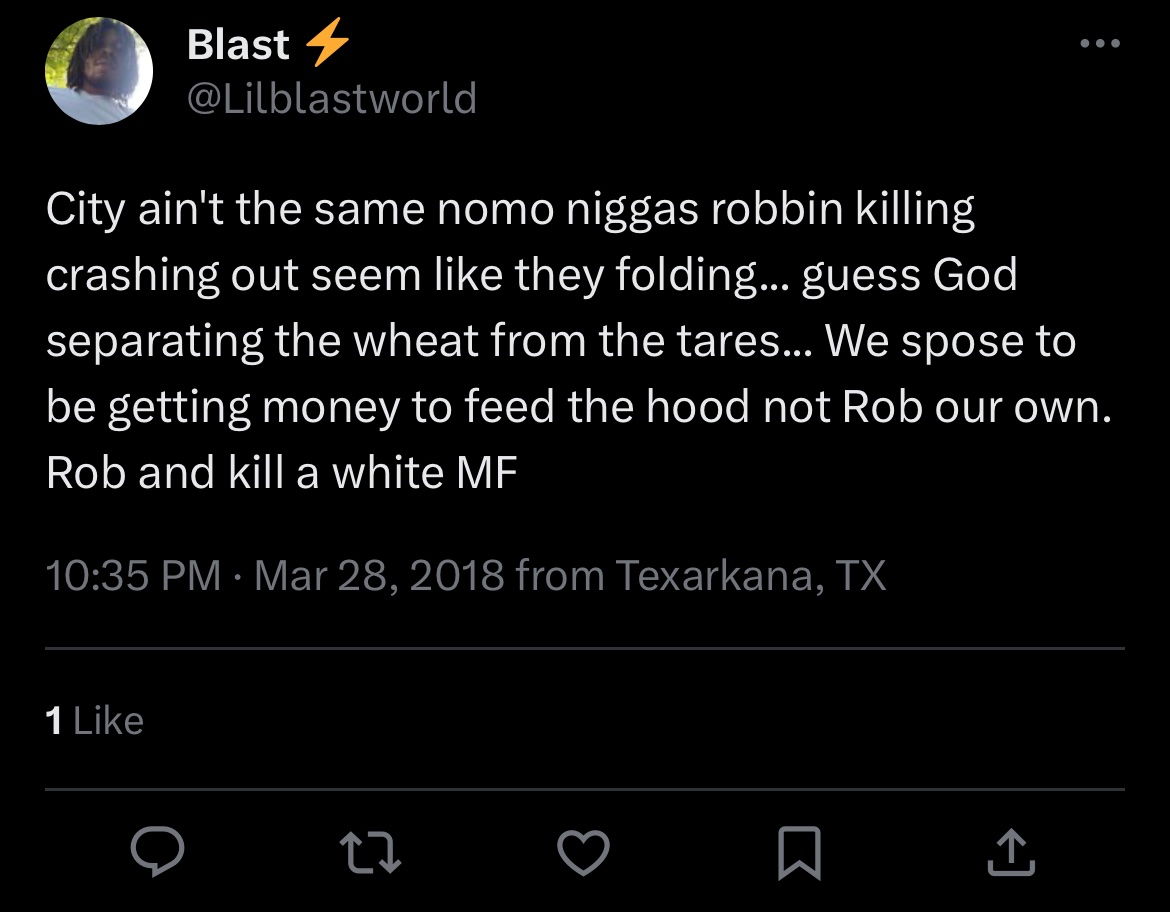 Blast ⚡
@Lilblastworld
City ain't the same nomo niggas robbin killing
crashing out seem like they folding... guess God
separating the wheat from the tares... We spose to
be getting money to feed the hood not Rob our own.
Rob and kill a white MF
10:35 PM · Mar 28, 2018 from Texarkana, TX
1 Like